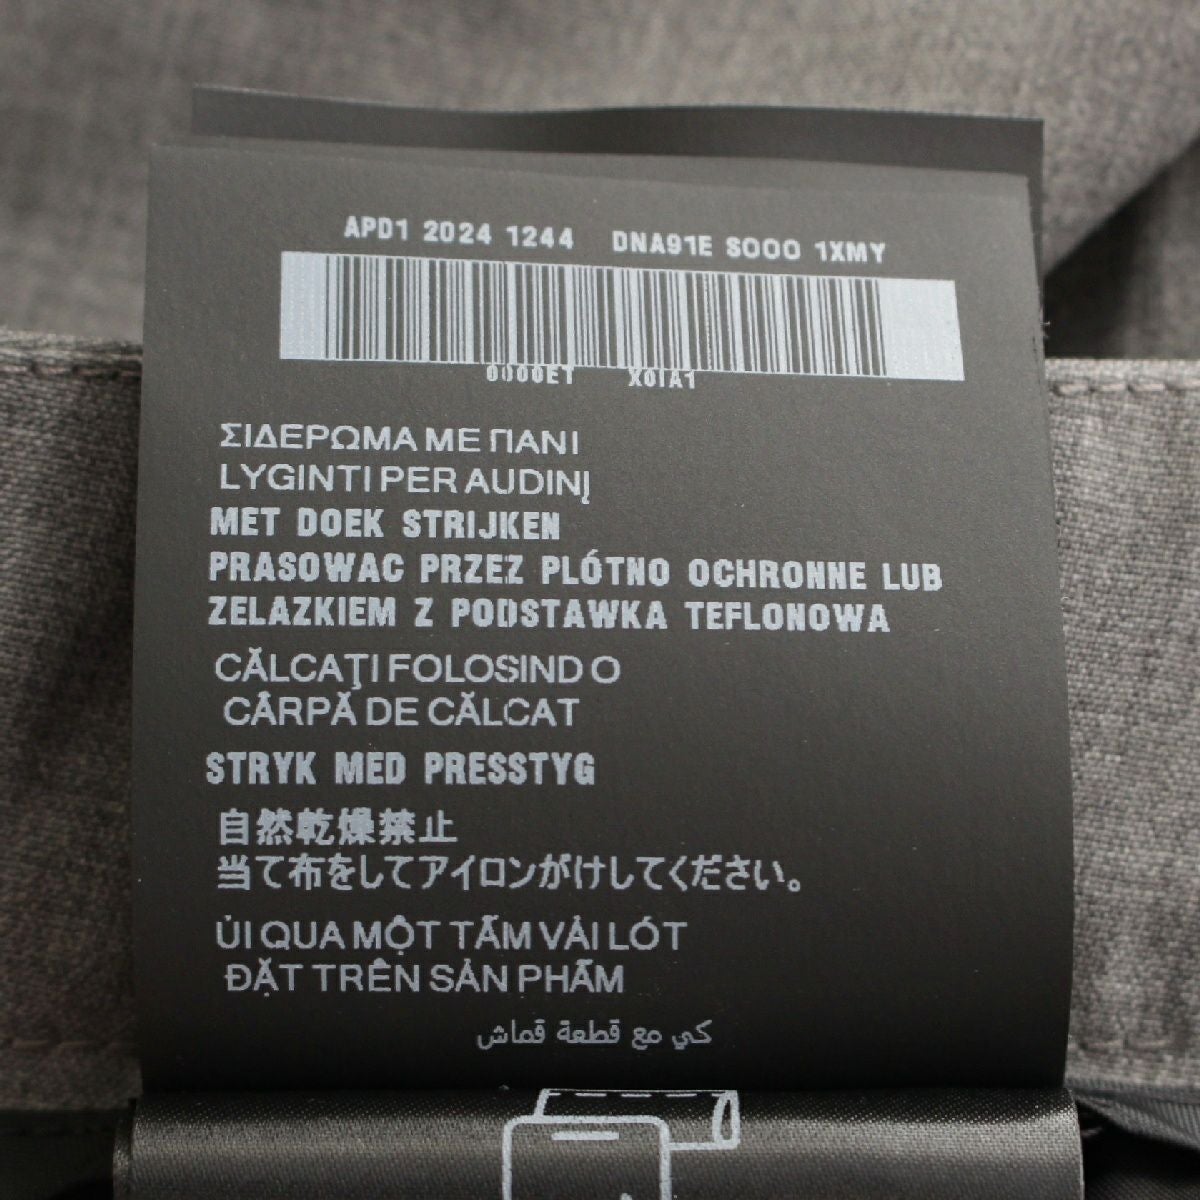 APD1 2024 1244 DNA91E SOOO 1XMY
0000ET X0IA1
ΣΙΔΕΡΩΜΑ ΜΕ ΠΑΝΙ
LYGINTI PER AUDINĮ
MET DOEK STRIJKEN
PRASOWAC PRZEZ PLÓTNO OCHRONNE LUB
ZELAZKIEM Z PODSTAWKA TEFLONOWA
CĂLCAŢI FOLOSIND O
CÂRPĂ DE CĂLCAT
STRYK MED PRESSTYG
自然乾燥禁止
当て布をしてアイロンがけしてください。
ỦI QUA MỘT TẤM VẢI LÓT
ĐẶT TRÊN SẢN PHẨM
كي مع قطعة قماش